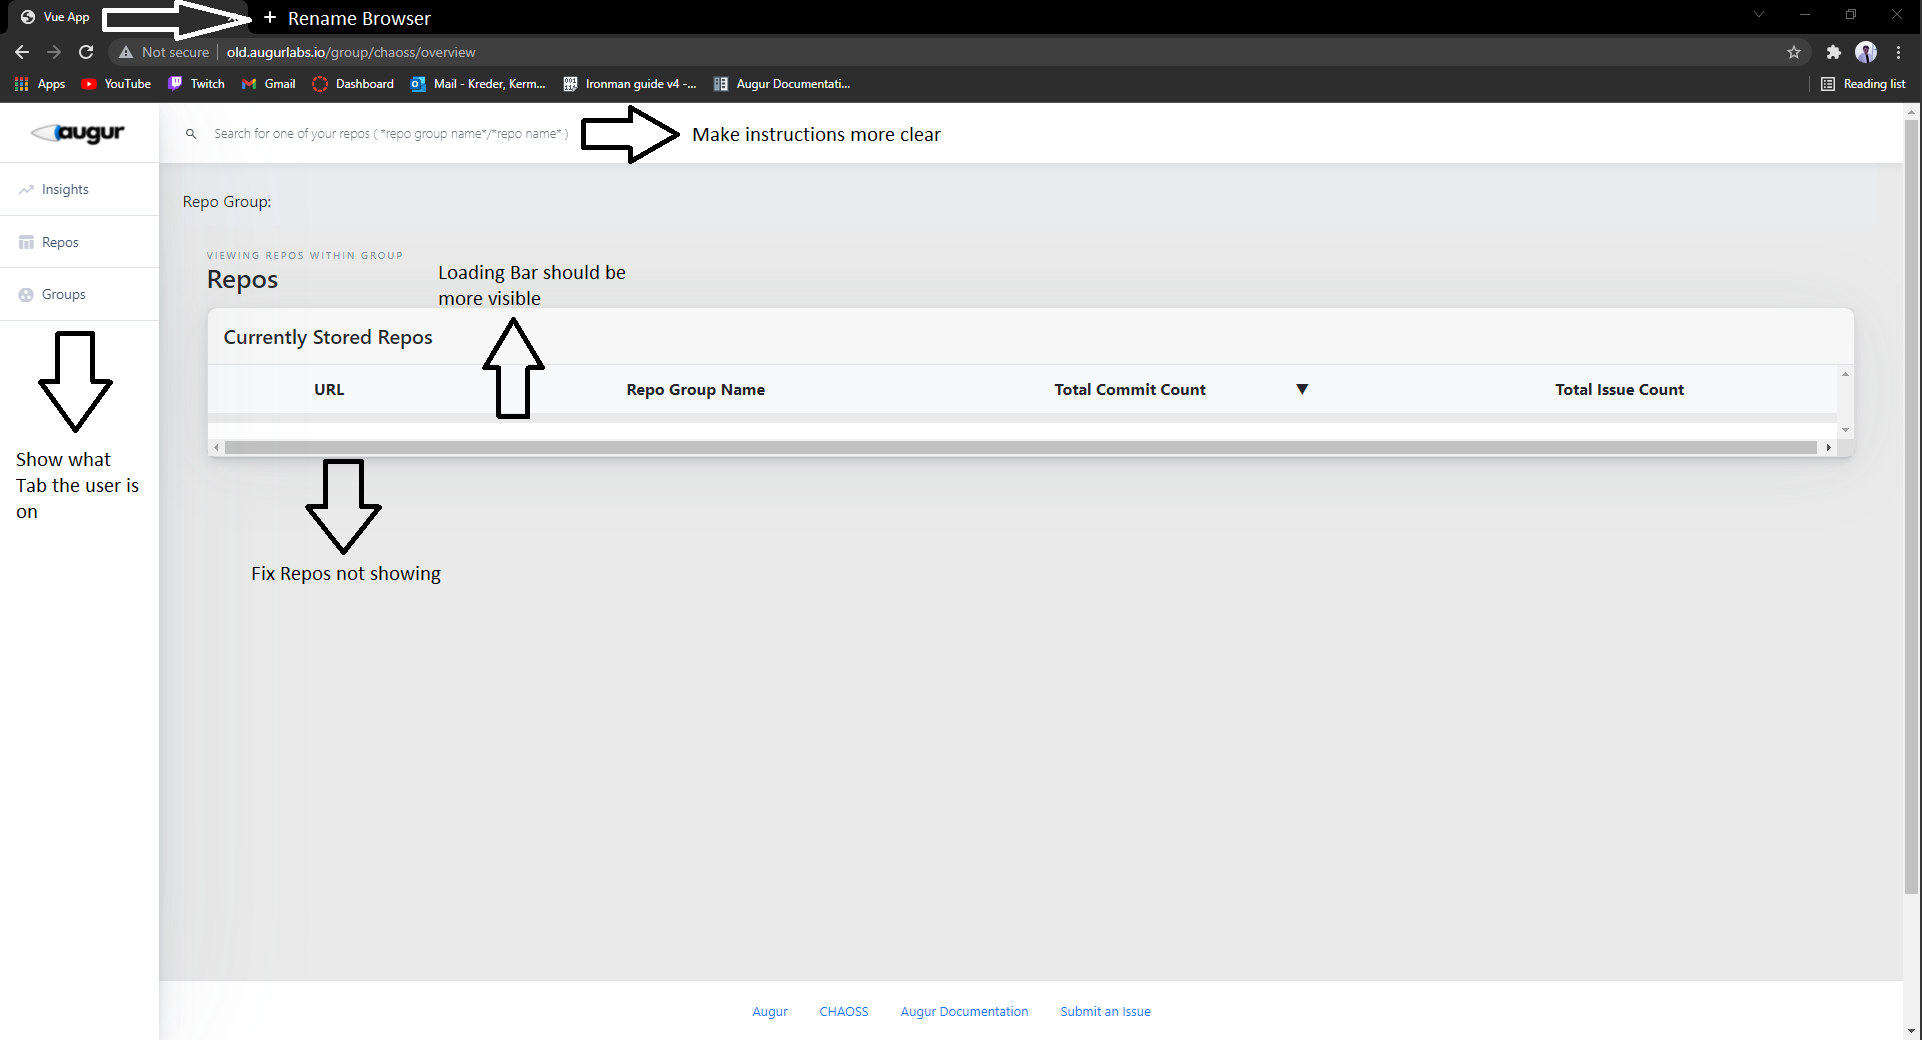 Vue App
Rename Browser
Not secure
old.augurlabs.io/group/chaoss/overview
Apps
YouTube
Twitch
Gmail
Dashboard
Mail - Kreder, Kerm...
Ironman guide v4 -...
Augur Documentati...
Reading list
augur
Search for one of your repos ( *repo group name*/*repo name* )
Make instructions more clear
Insights
Repos
Groups
Show what
Tab the user is
on
Repo Group:
VIEWING REPOS WITHIN GROUP
Repos
Loading Bar should be
more visible
Currently Stored Repos
URL
Repo Group Name
Total Commit Count
Total Issue Count
Fix Repos not showing
Augur
CHAOSS
Augur Documentation
Submit an Issue